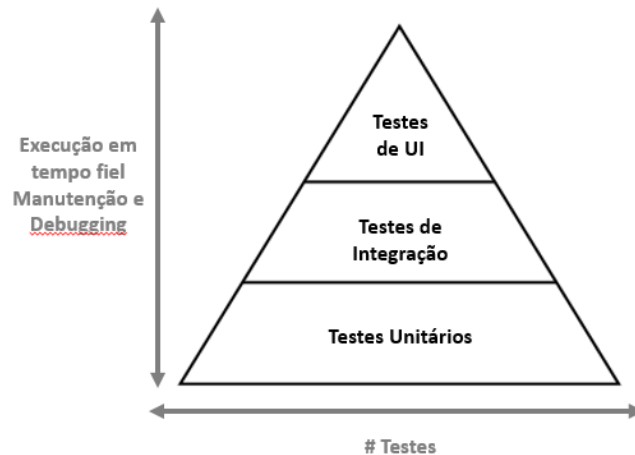 Testes
de UI
Execução em
tempo fiel
Manutenção e
Debugging
Testes de
Integração
Testes Unitários
# Testes